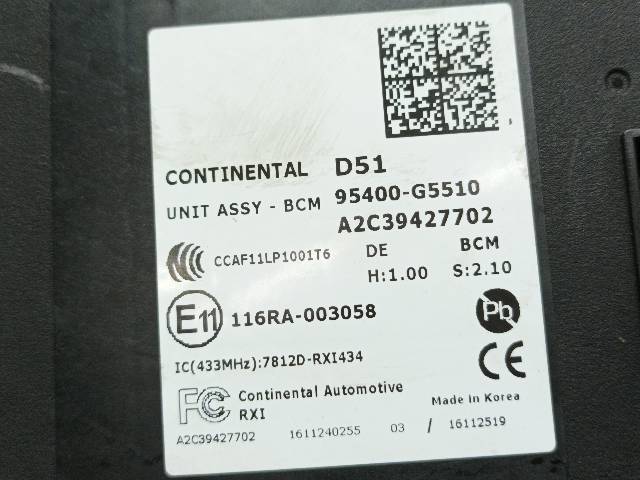 CONTINENTAL D51
UNIT ASSY - BCM 95400-G5510
A2C39427702
CCAF11LP1001T6 DE BCM
H:1.00 S:2.10
E11 116RA-003058 Pb
IC(433MHz):7812D-RXI434
CE
FC Continental Automotive
RXI
Made in Korea
A2C39427702 1611240255 03 / 16112519